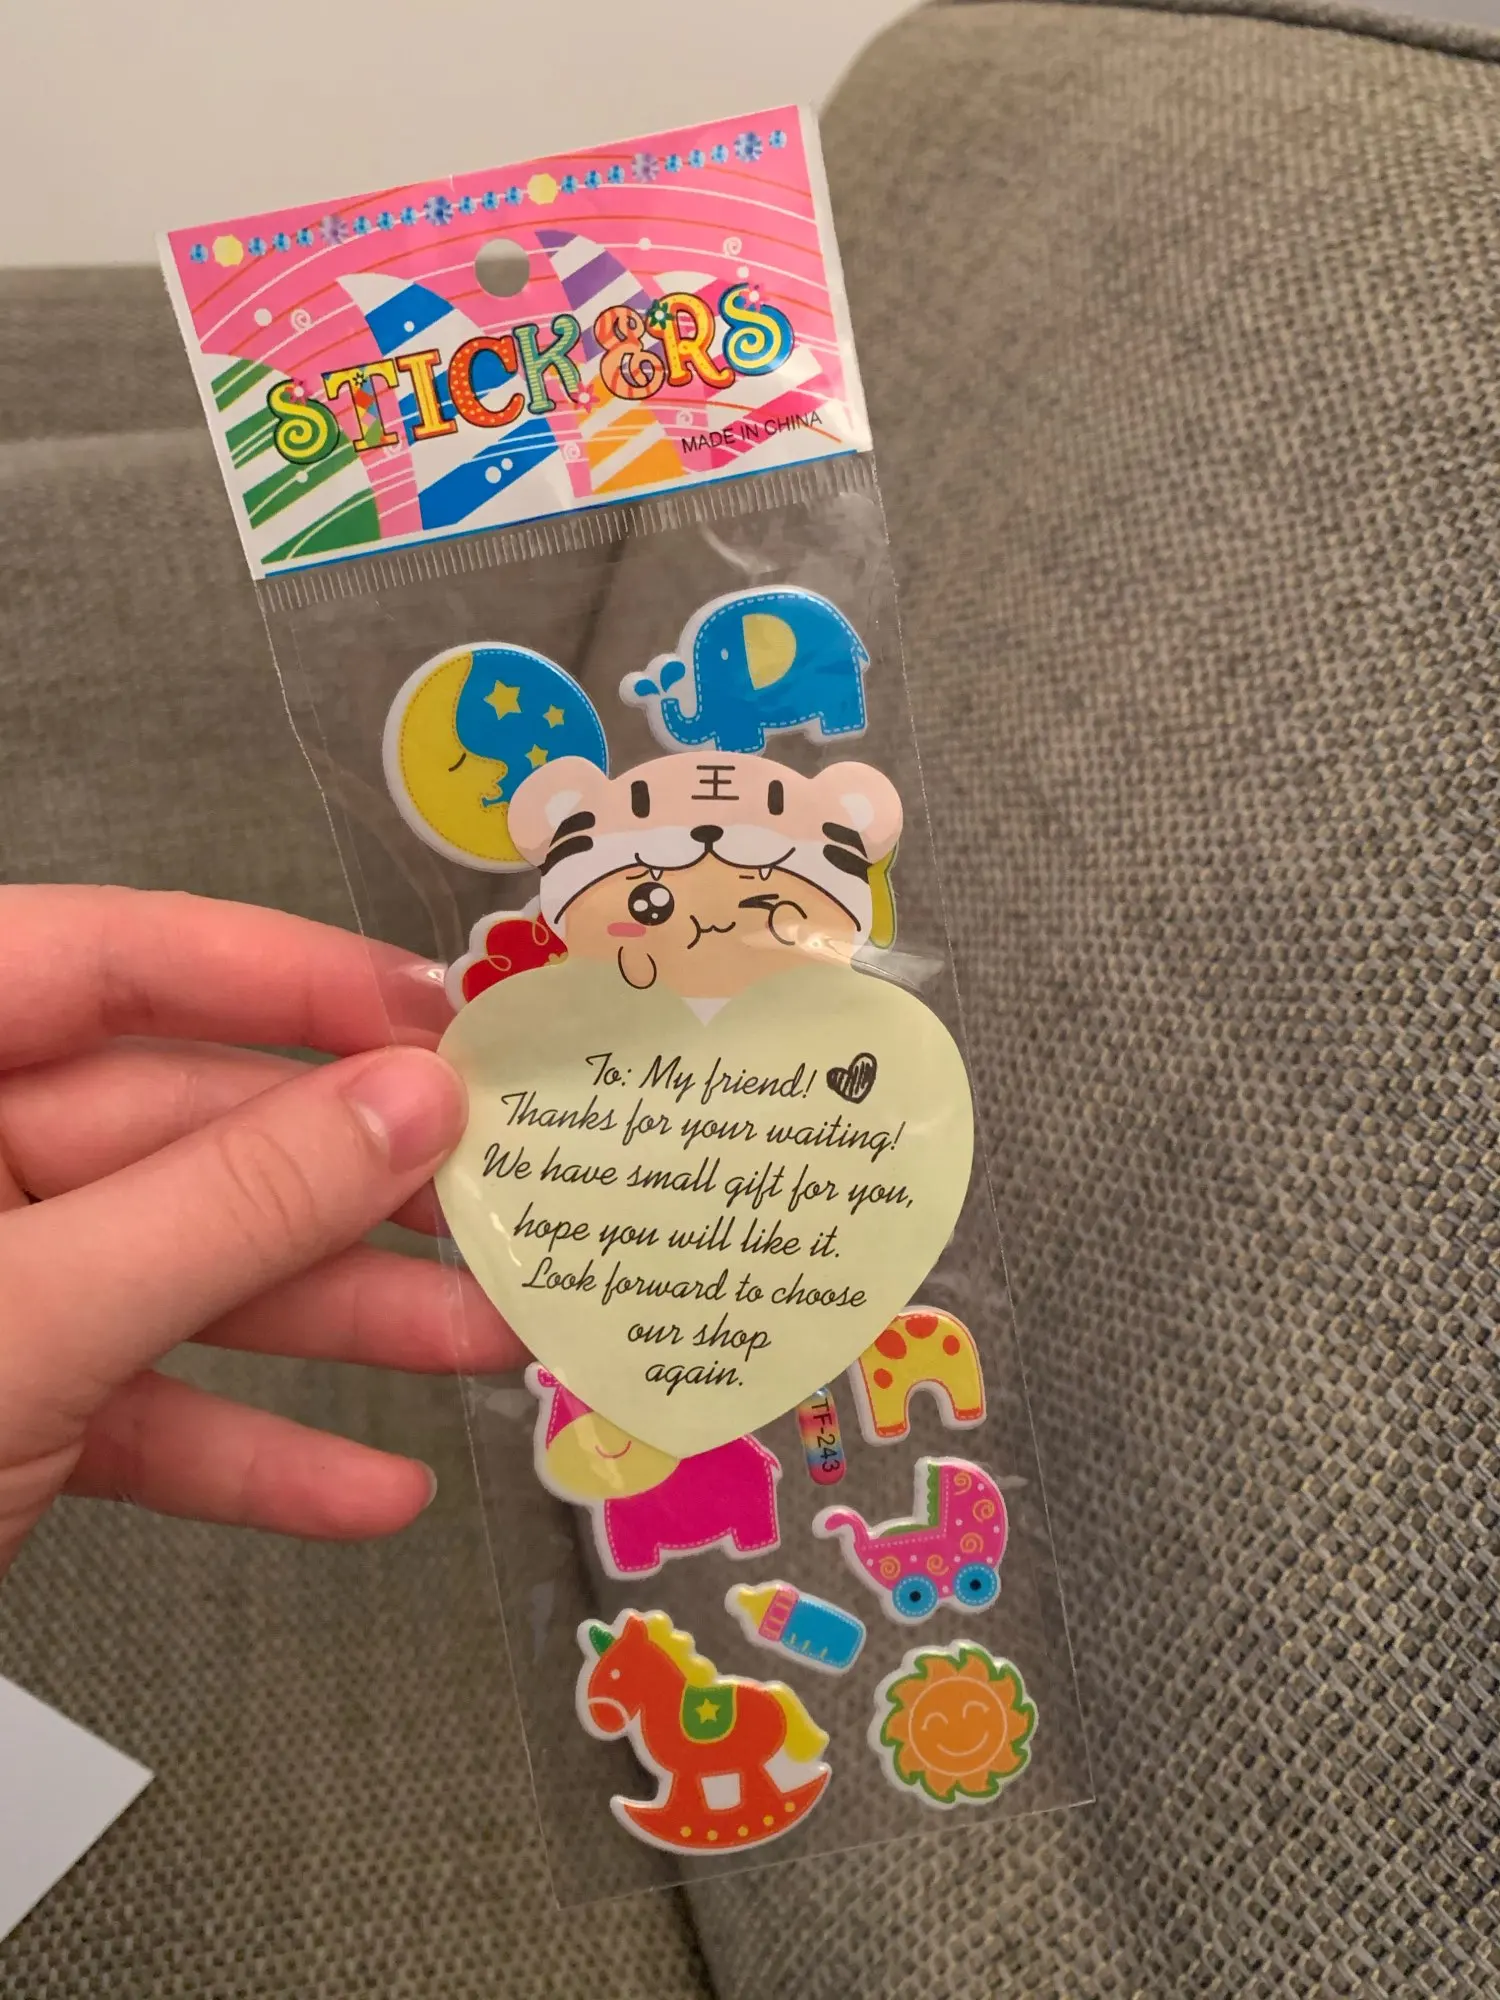 STICKERS
MADE IN CHINA
王
To: My friend!
Thanks for your waiting!
We have small gift for you,
hope you will like it.
Look forward to choose
our shop
again.
TF-243